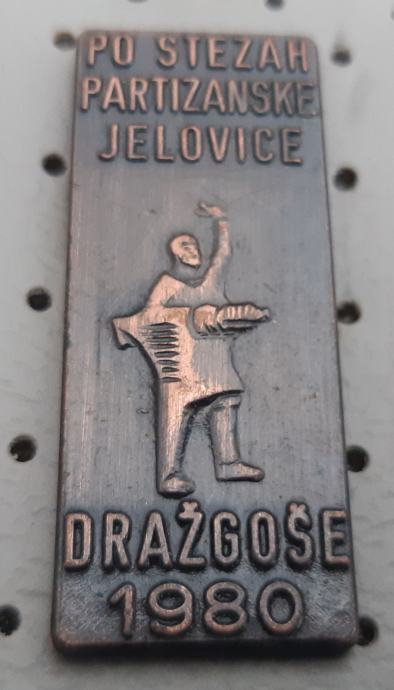 PO STEZAH
PARTIZANSKE
JELOVICE
DRAŽGOŠE
1980